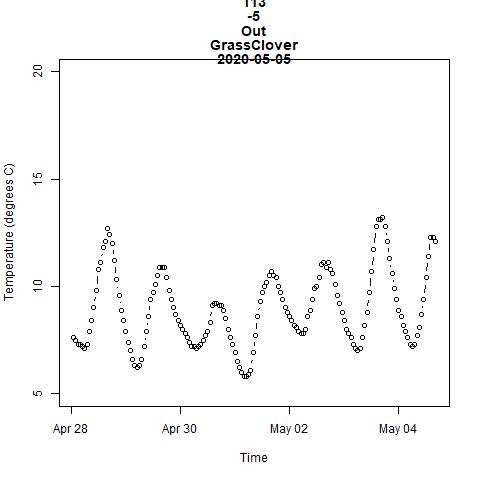 113
-5
Out
GrassClover
2020-05-05
Temperature (degrees C)
20
15
10
5
Apr 28
Apr 30
May 02
May 04
Time